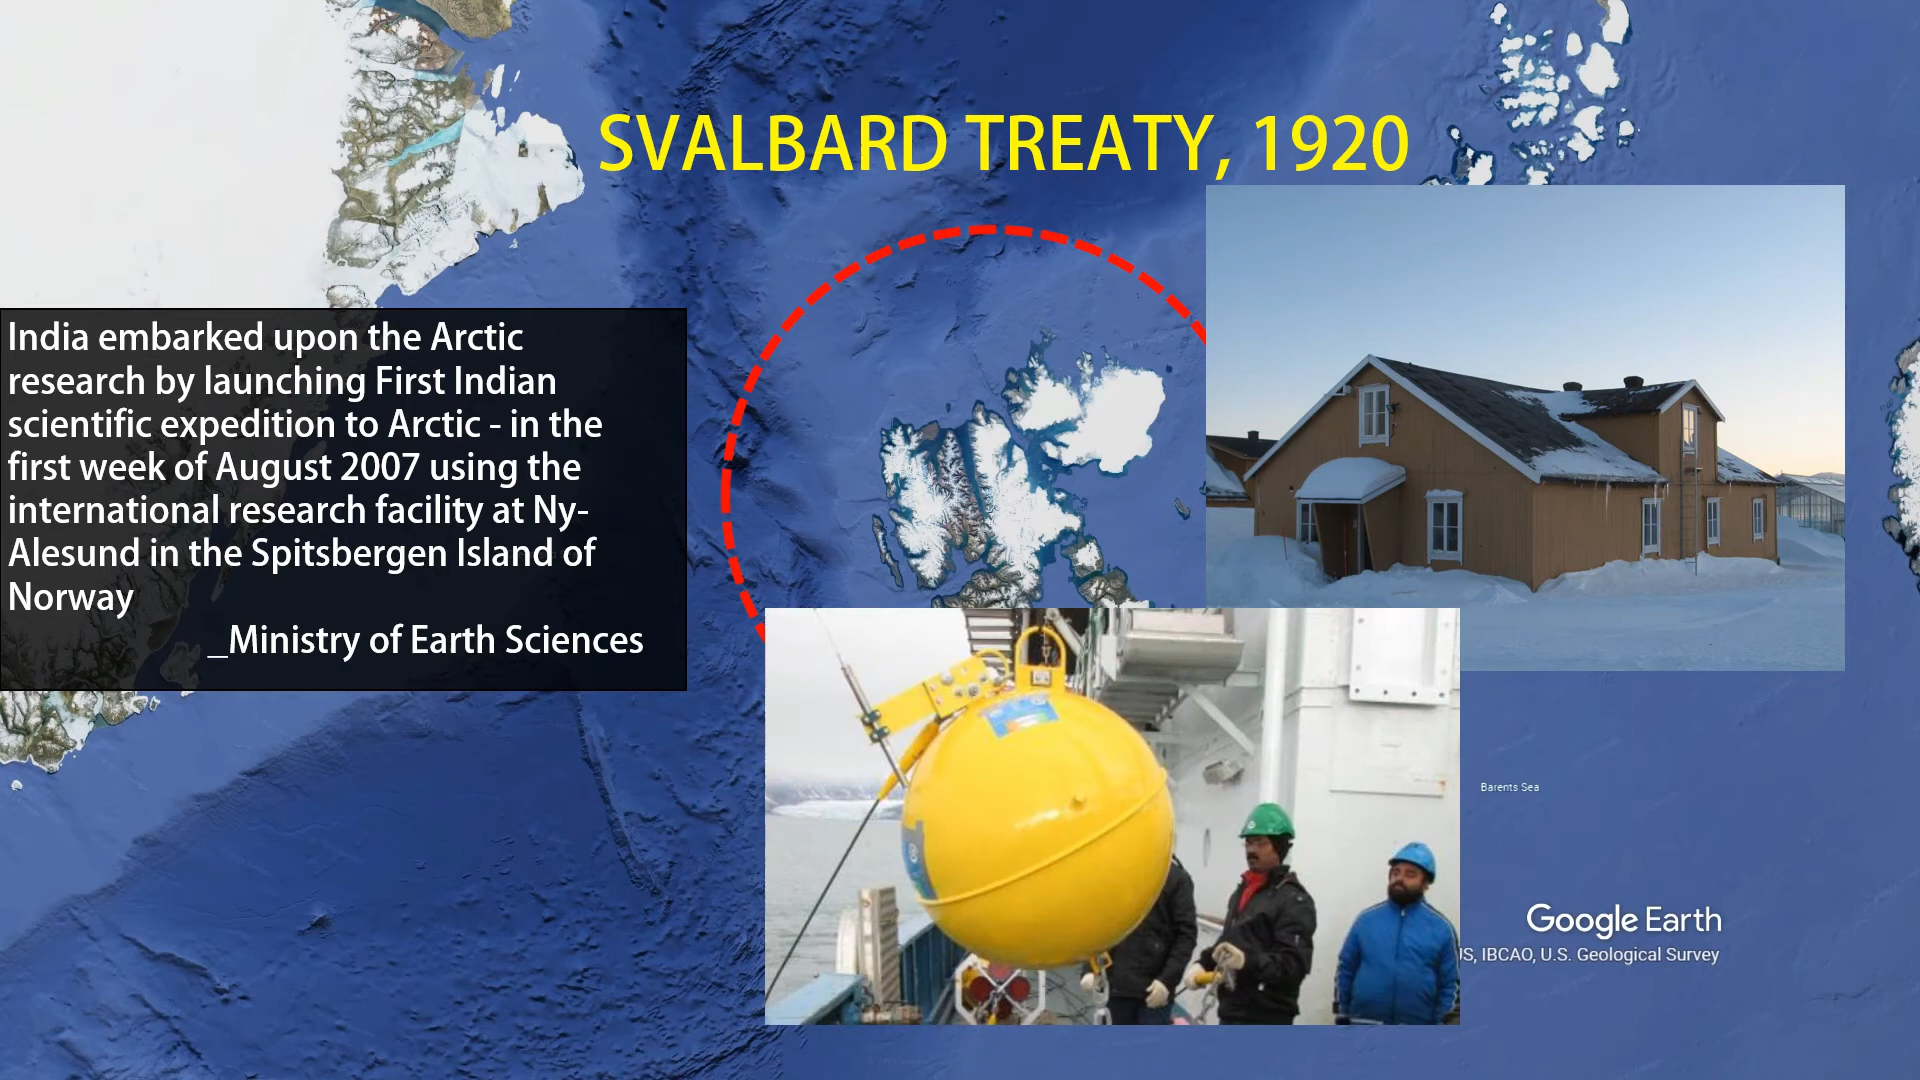 SVALBARD TREATY, 1920
India embarked upon the Arctic
research by launching First Indian
scientific expedition to Arctic - in the
first week of August 2007 using the
international research facility at Ny-
Alesund in the Spitsbergen Island of
Norway
_Ministry of Earth Sciences
Barents Sea
Google Earth
IS, IBCAO, U.S. Geological Survey